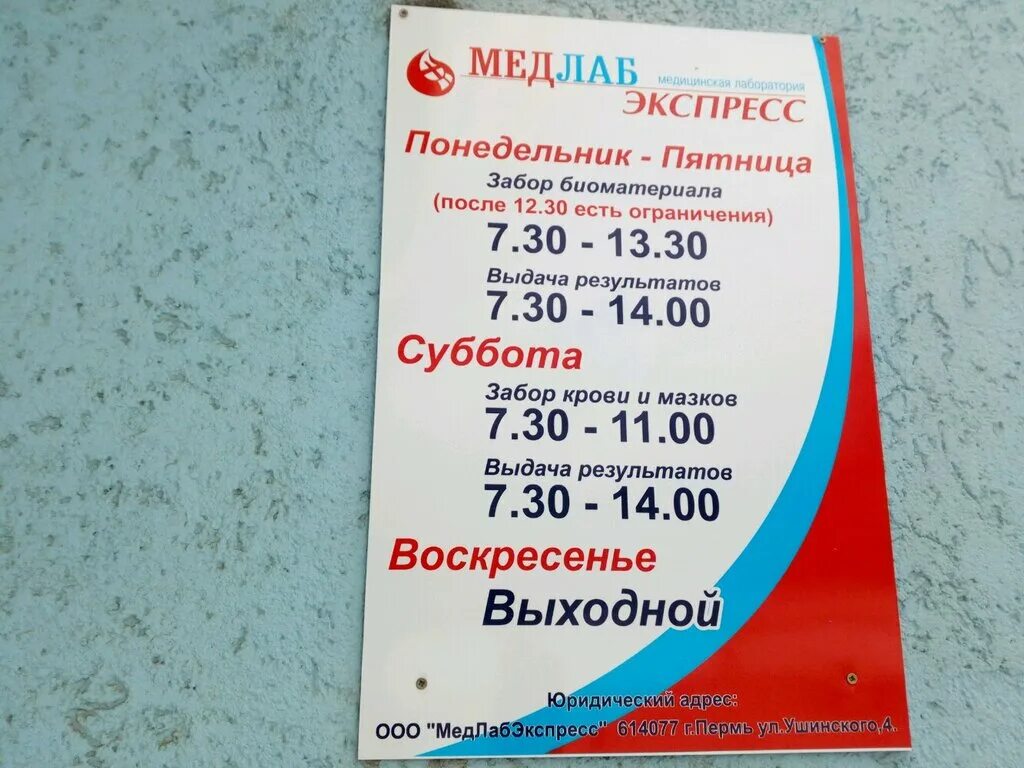 МЕДЛАБ
медицинская лаборатория
ЭКСПРЕСС
Понедельник - Пятница
Забор биоматериала
(после 12.30 есть ограничения)
7.30 - 13.30
Выдача результатов
7.30 - 14.00
Суббота
Забор крови и мазков
7.30 - 11.00
Выдача результатов
7.30 - 14.00
Воскресенье
Выходной
Юридический адрес:
ООО "МедЛабЭкспресс" 614077 г.Пермь ул.Ушинского,4.